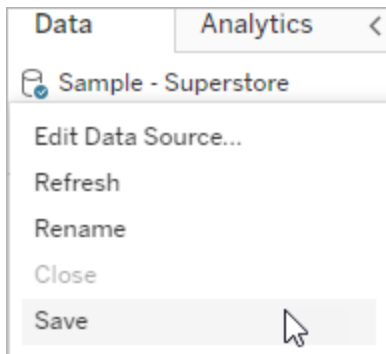 Data Analytics
Sample - Superstore
Edit Data Source...
Refresh
Rename
Close
Save